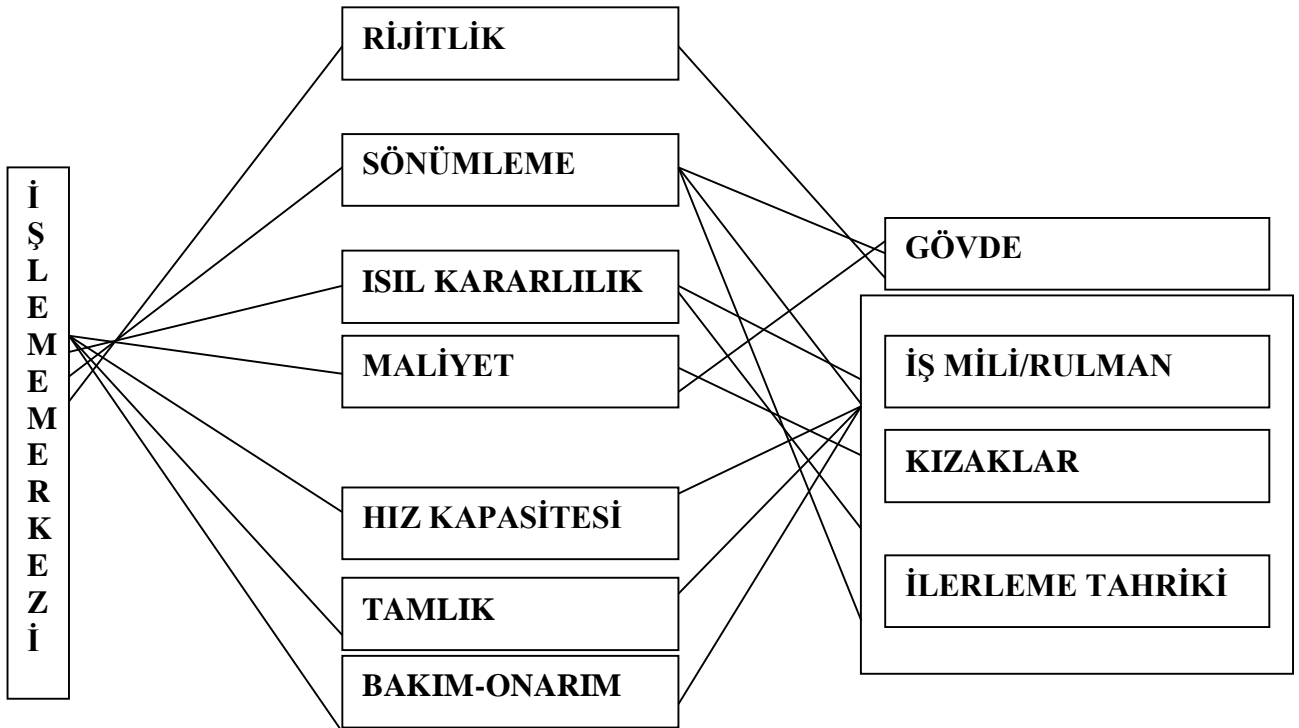 İŞLEME MERKEZİ
RİJİTLİK
SÖNÜMLEME
ISIL KARARLILIK
MALİYET
HIZ KAPASİTESİ
TAMLIK
BAKIM-ONARIM
GÖVDE
İŞ MİLİ/RULMAN
KIZAKLAR
İLERLEME TAHRİKİ